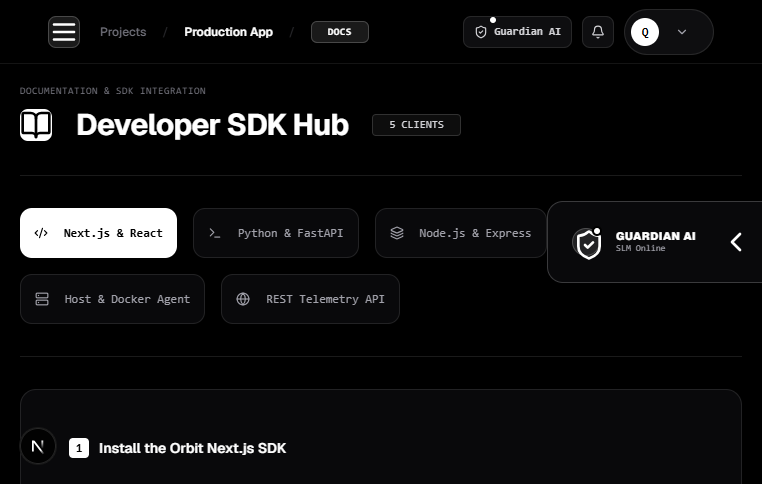 Projects / Production App / DOCS Guardian AI Q
DOCUMENTATION & SDK INTEGRATION
Developer SDK Hub 5 CLIENTS
Next.js & React Python & FastAPI Node.js & Express
GUARDIAN AI
SLM Online
Host & Docker Agent REST Telemetry API
N 1 Install the Orbit Next.js SDK